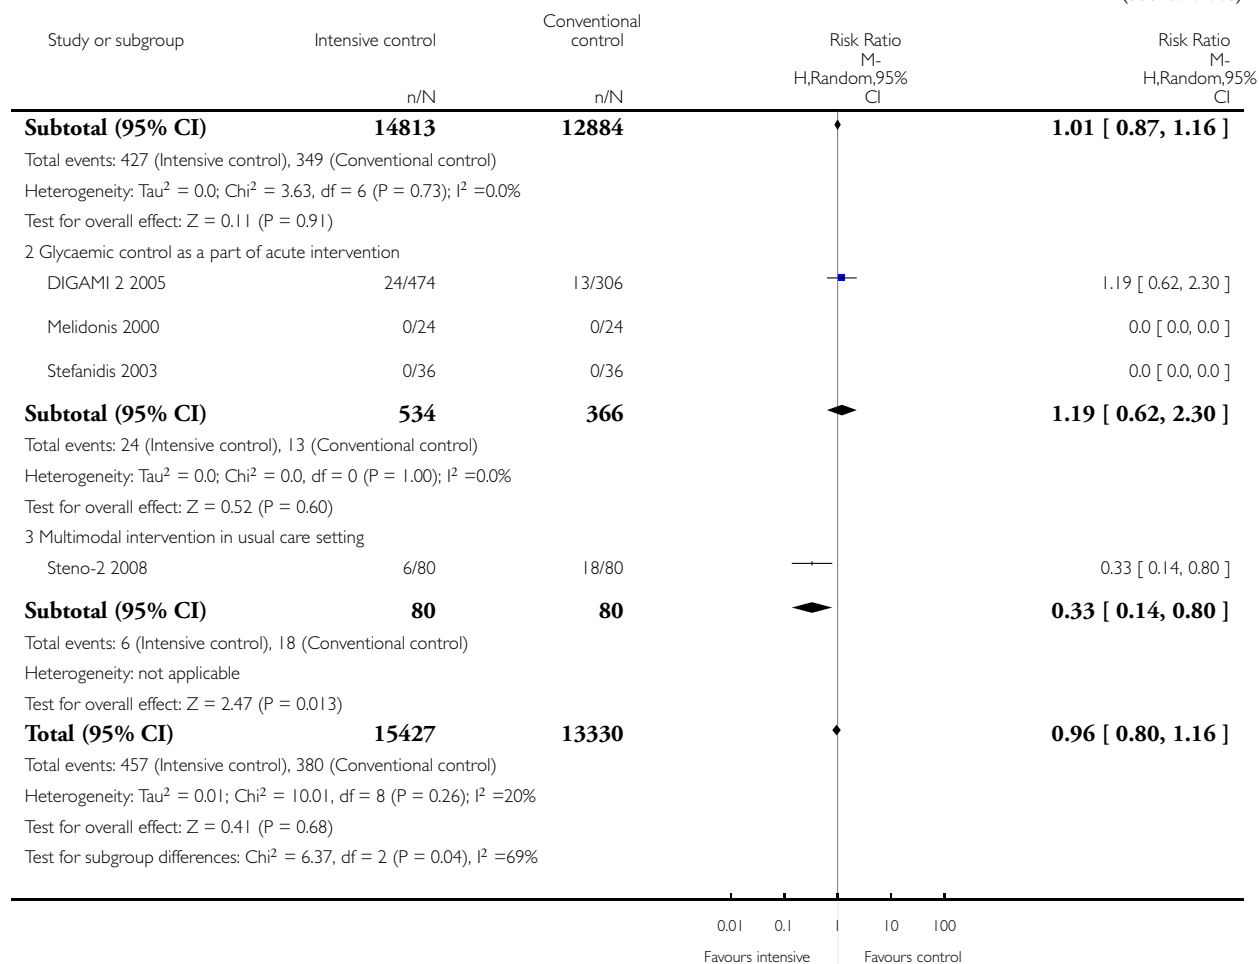 Study or subgroup Intensive control Conventional control Risk Ratio Risk Ratio
n/N n/N M-H,Random,95% CI M-H,Random,95% CI
Subtotal (95% CI) 14813 12884 1.01 [ 0.87, 1.16 ]
Total events: 427 (Intensive control), 349 (Conventional control)
Heterogeneity: Tau² = 0.0; Chi² = 3.63, df = 6 (P = 0.73); I² =0.0%
Test for overall effect: Z = 0.11 (P = 0.91)
2 Glycaemic control as a part of acute intervention
DIGAMI 2 2005 24/474 13/306 1.19 [ 0.62, 2.30 ]
Melidonis 2000 0/24 0/24 0.0 [ 0.0, 0.0 ]
Stefanidis 2003 0/36 0/36 0.0 [ 0.0, 0.0 ]
Subtotal (95% CI) 534 366 1.19 [ 0.62, 2.30 ]
Total events: 24 (Intensive control), 13 (Conventional control)
Heterogeneity: Tau² = 0.0; Chi² = 0.0, df = 0 (P = 1.00); I² =0.0%
Test for overall effect: Z = 0.52 (P = 0.60)
3 Multimodal intervention in usual care setting
Steno-2 2008 6/80 18/80 0.33 [ 0.14, 0.80 ]
Subtotal (95% CI) 80 80 0.33 [ 0.14, 0.80 ]
Total events: 6 (Intensive control), 18 (Conventional control)
Heterogeneity: not applicable
Test for overall effect: Z = 2.47 (P = 0.013)
Total (95% CI) 15427 13330 0.96 [ 0.80, 1.16 ]
Total events: 457 (Intensive control), 380 (Conventional control)
Heterogeneity: Tau² = 0.01; Chi² = 10.01, df = 8 (P = 0.26); I² =20%
Test for overall effect: Z = 0.41 (P = 0.68)
Test for subgroup differences: Chi² = 6.37, df = 2 (P = 0.04), I² =69%
0.01 0.1 1 10 100
Favours intensive Favours control